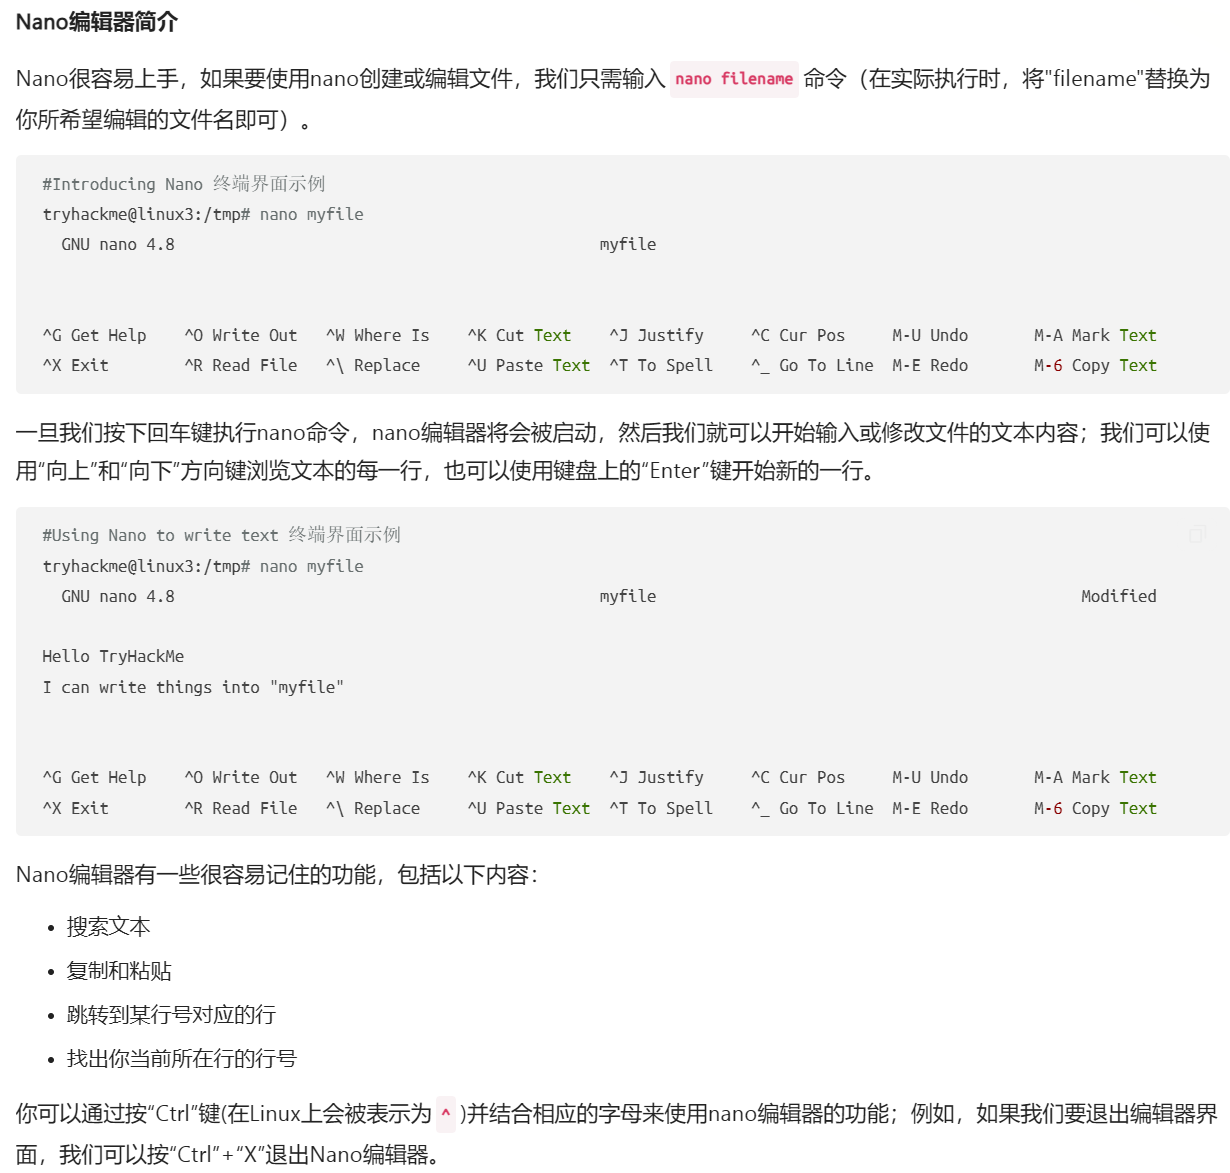 Nano编辑器简介
Nano很容易上手，如果要使用nano创建或编辑文件，我们只需输入 nano filename 命令（在实际执行时，将"filename"替换为
你所希望编辑的文件名即可）。
#Introducing Nano 终端界面示例
tryhackme@linux3:/tmp# nano myfile
  GNU nano 4.8                                             myfile
^G Get Help    ^O Write Out   ^W Where Is    ^K Cut Text    ^J Justify     ^C Cur Pos     M-U Undo       M-A Mark Text
^X Exit        ^R Read File   ^\ Replace     ^U Paste Text  ^T To Spell    ^_ Go To Line  M-E Redo       M-6 Copy Text
一旦我们按下回车键执行nano命令，nano编辑器将会被启动，然后我们就可以开始输入或修改文件的文本内容；我们可以使
用“向上”和“向下”方向键浏览文本的每一行，也可以使用键盘上的“Enter”键开始新的一行。
#Using Nano to write text 终端界面示例
tryhackme@linux3:/tmp# nano myfile
  GNU nano 4.8                                             myfile                                             Modified
Hello TryHackMe
I can write things into "myfile"
^G Get Help    ^O Write Out   ^W Where Is    ^K Cut Text    ^J Justify     ^C Cur Pos     M-U Undo       M-A Mark Text
^X Exit        ^R Read File   ^\ Replace     ^U Paste Text  ^T To Spell    ^_ Go To Line  M-E Redo       M-6 Copy Text
Nano编辑器有一些很容易记住的功能，包括以下内容：
• 搜索文本
• 复制和粘贴
• 跳转到某行号对应的行
• 找出你当前所在行的行号
你可以通过按“Ctrl”键(在Linux上会被表示为 ^ )并结合相应的字母来使用nano编辑器的功能；例如，如果我们要退出编辑器界
面，我们可以按“Ctrl”+“X”退出Nano编辑器。